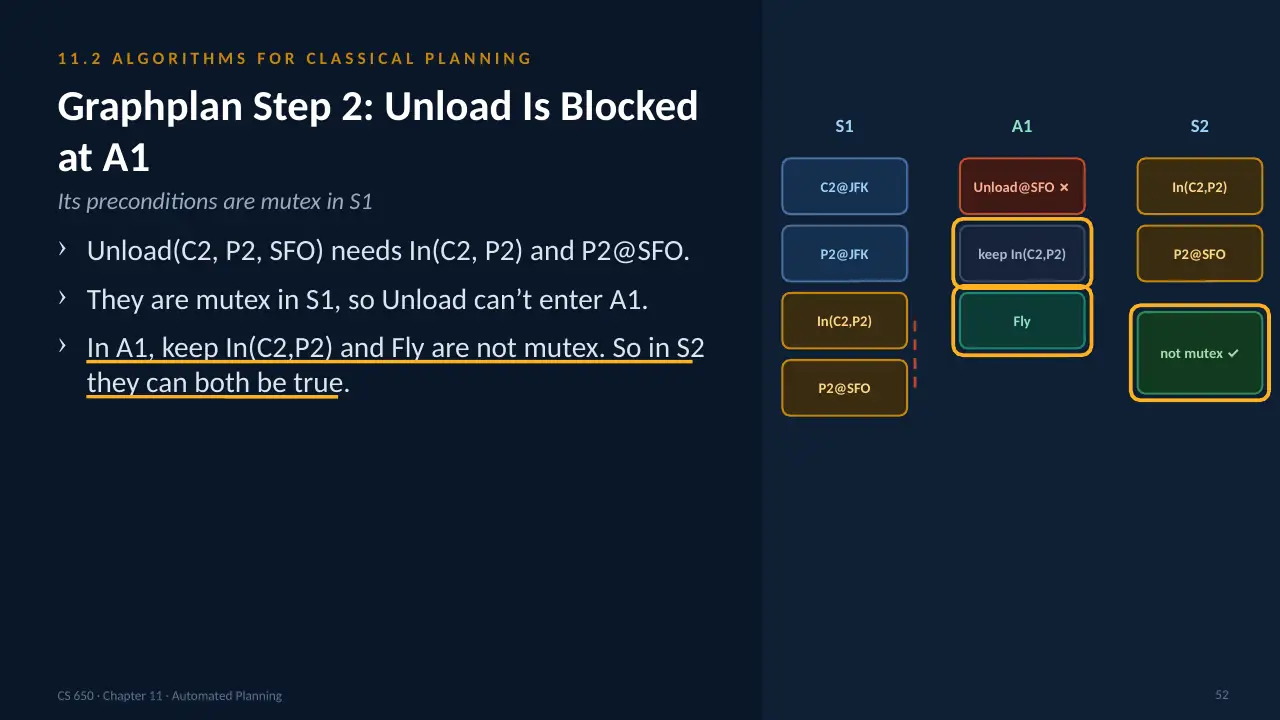 11.2 ALGORITHMS FOR CLASSICAL PLANNING
Graphplan Step 2: Unload Is Blocked
at A1
Its preconditions are mutex in S1
› Unload(C2, P2, SFO) needs In(C2, P2) and P2@SFO.
› They are mutex in S1, so Unload can’t enter A1.
› In A1, keep In(C2,P2) and Fly are not mutex. So in S2
they can both be true.
S1
C2@JFK
P2@JFK
In(C2,P2)
P2@SFO
A1
Unload@SFO ×
keep In(C2,P2)
Fly
S2
In(C2,P2)
P2@SFO
not mutex ✓
CS 650 · Chapter 11 · Automated Planning
52